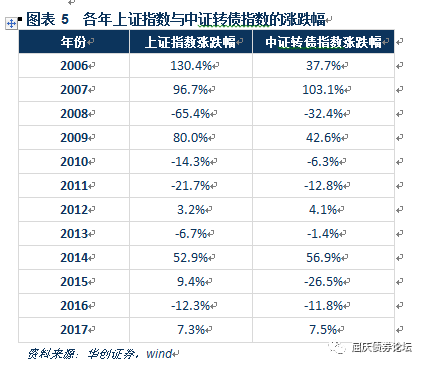 图表 5 各年上证指数与中证转债指数的涨跌幅
年份 上证指数涨跌幅 中证转债指数涨跌幅
2006 130.4% 37.7%
2007 96.7% 103.1%
2008 -65.4% -32.4%
2009 80.0% 42.6%
2010 -14.3% -6.3%
2011 -21.7% -12.8%
2012 3.2% 4.1%
2013 -6.7% -1.4%
2014 52.9% 56.9%
2015 9.4% -26.5%
2016 -12.3% -11.8%
2017 7.3% 7.5%
资料来源：华创证券，wind
屈庆债券论坛